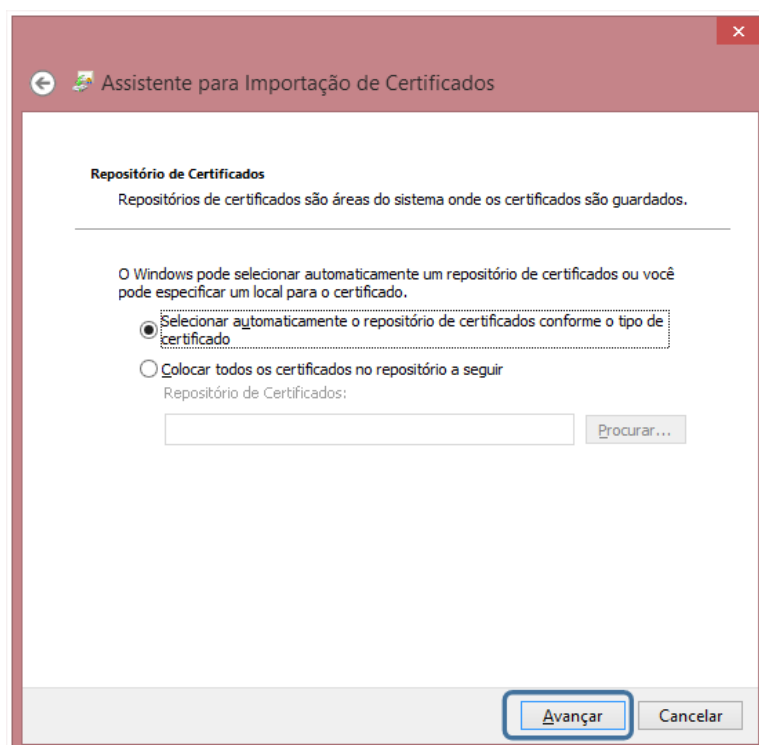 Assistente para Importação de Certificados
Repositório de Certificados
Repositórios de certificados são áreas do sistema onde os certificados são guardados.
O Windows pode selecionar automaticamente um repositório de certificados ou você
pode especificar um local para o certificado.
Selecionar automaticamente o repositório de certificados conforme o tipo de
certificado
Colocar todos os certificados no repositório a seguir
Repositório de Certificados:
Procurar...
Avançar
Cancelar